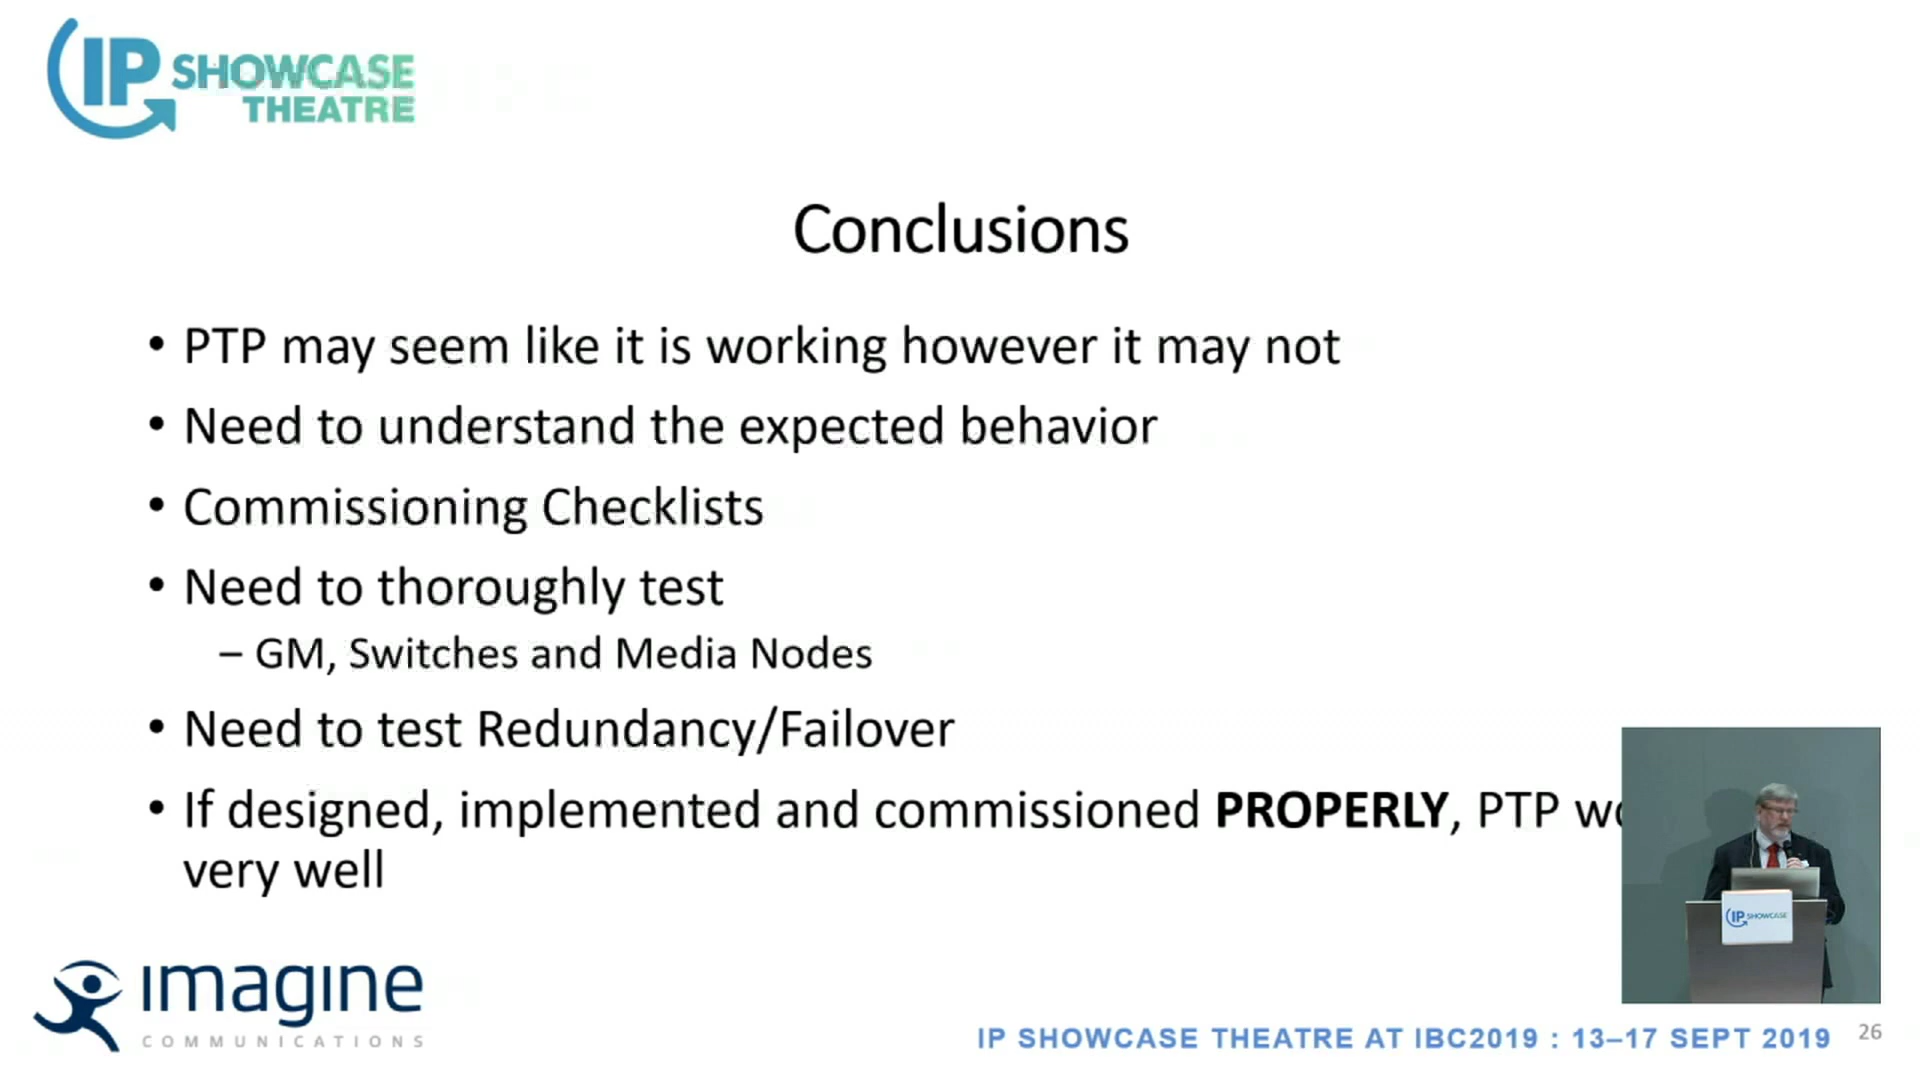 IP SHOWCASE
THEATRE
Conclusions
• PTP may seem like it is working however it may not
• Need to understand the expected behavior
• Commissioning Checklists
• Need to thoroughly test
– GM, Switches and Media Nodes
• Need to test Redundancy/Failover
• If designed, implemented and commissioned PROPERLY, PTP
very well
IP SHOWCASE
imagine
COMMUNICATIONS
IP SHOWCASE THEATRE AT IBC2019 : 13–17 SEPT 2019
26